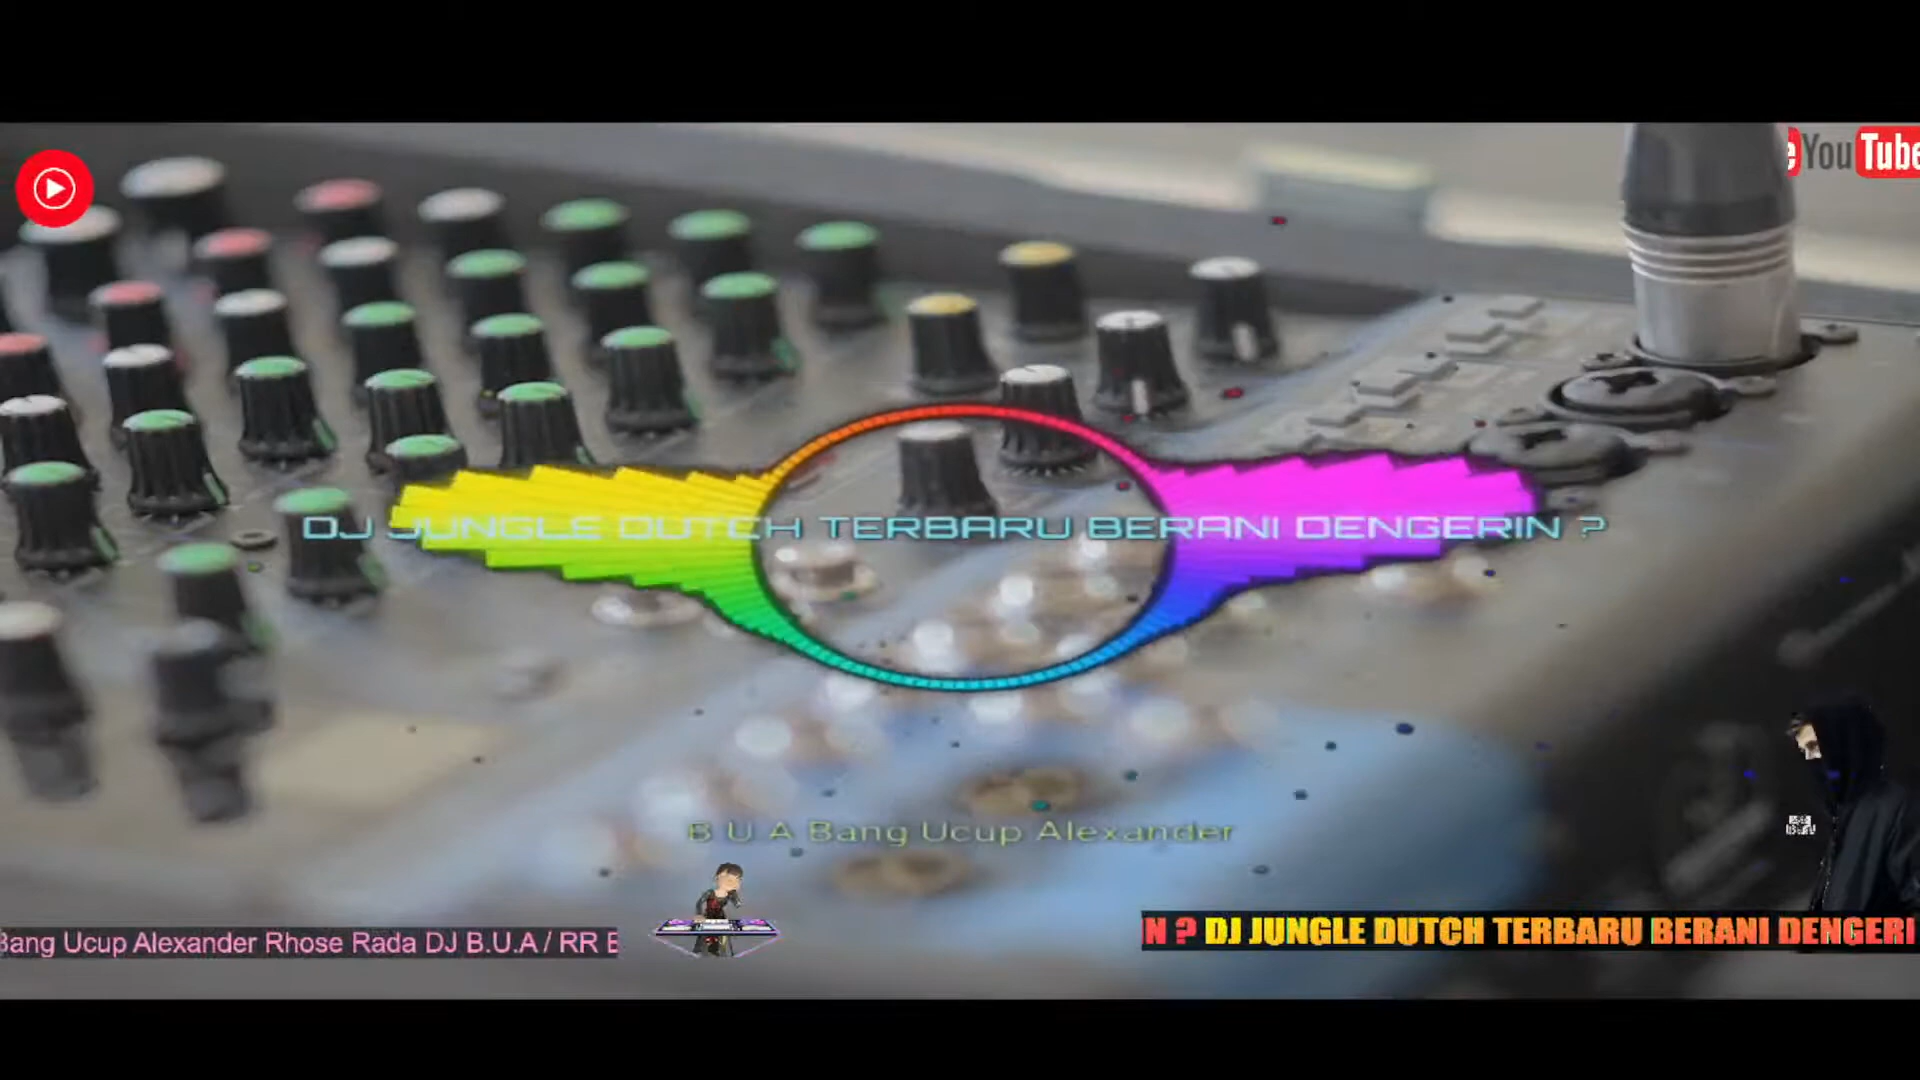 YouTube
DJ JUNGLE DUTCH TERBARU BERANI DENGERIN ?
B U A Bang Ucup Alexander
Bang Ucup Alexander Rhose Rada DJ B.U.A / RR
N ? DJ JUNGLE DUTCH TERBARU BERANI DENGERI